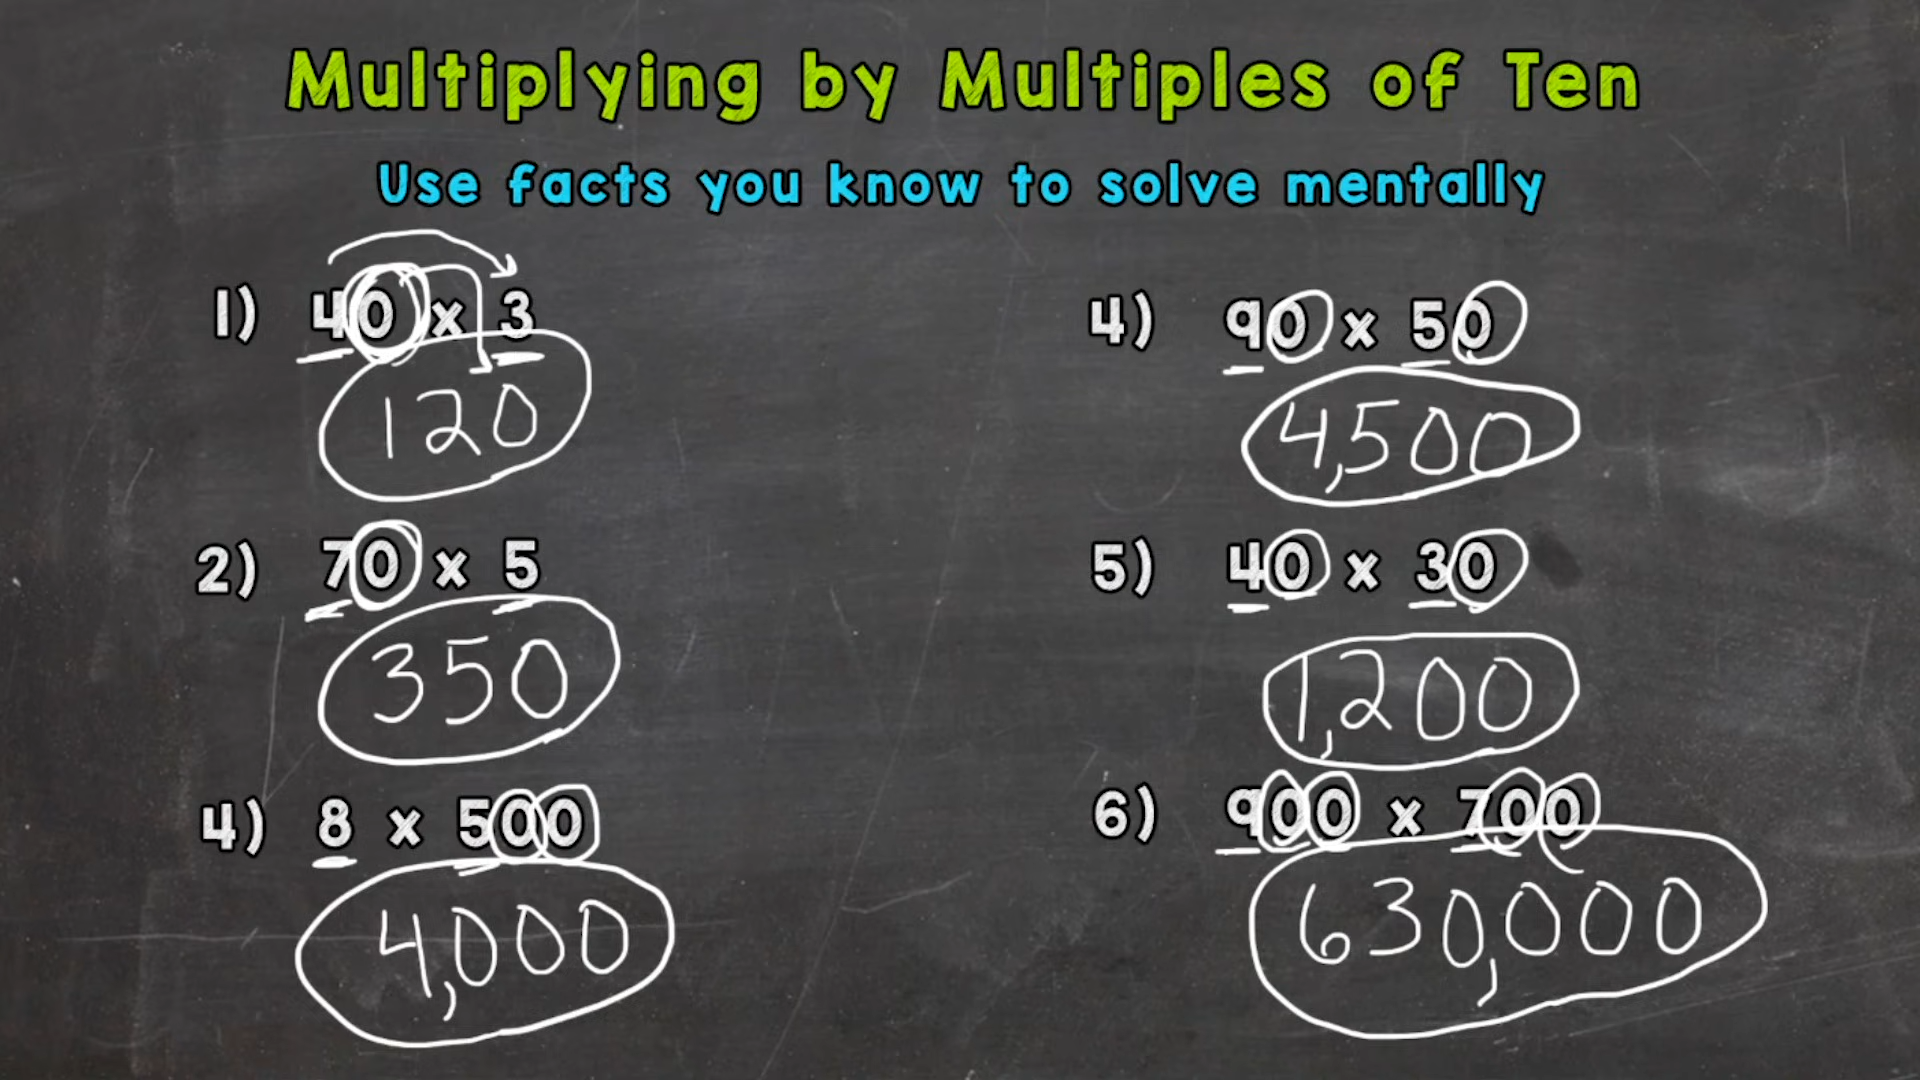 Multiplying by Multiples of Ten
Use facts you know to solve mentally
1) 40 x 3
120
2) 70 x 5
350
4) 8 x 500
4,000
4) 90 x 50
4,500
5) 40 x 30
1,200
6) 900 x 700
630,000